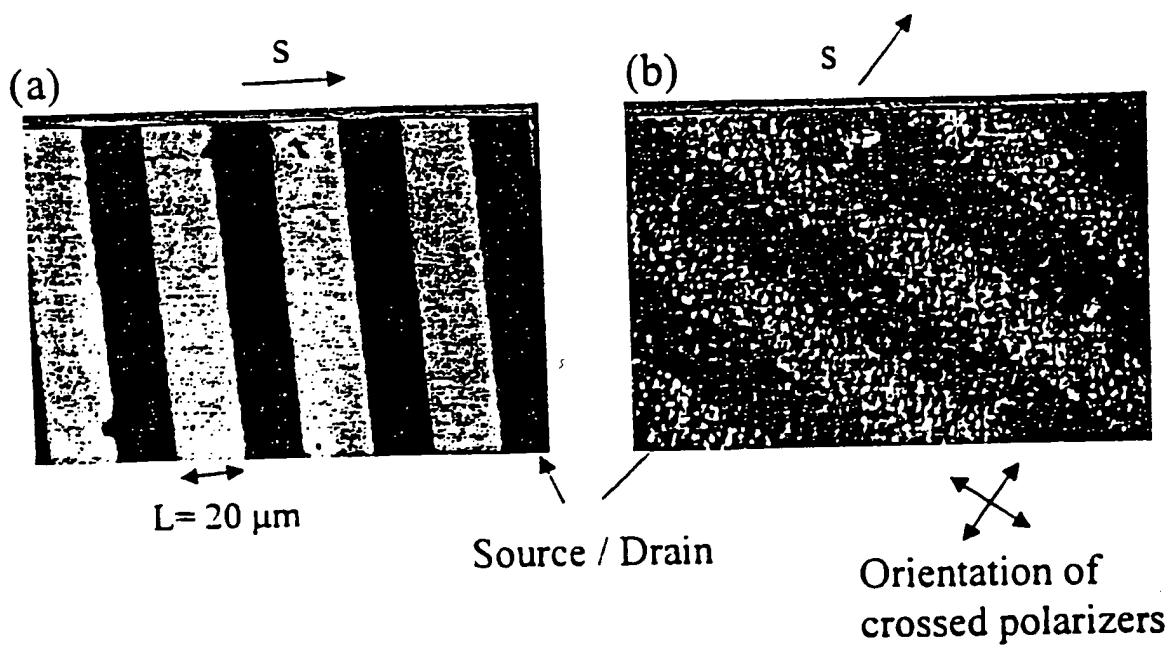 (a)
S
(b)
S
L= 20 μm
Source / Drain
Orientation of
crossed polarizers